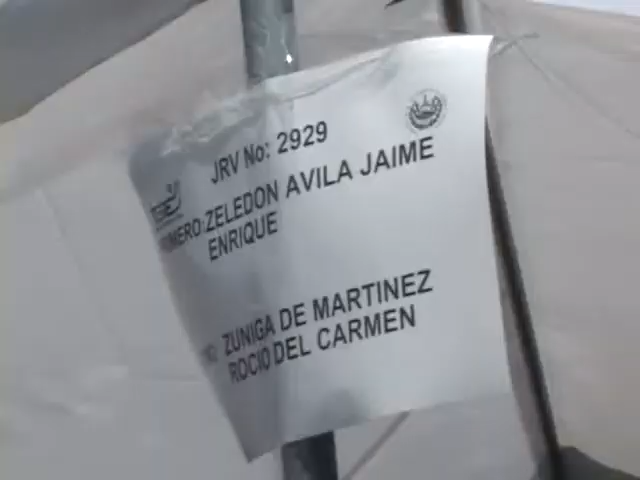 JRV No: 2929
ZELEDON AVILA JAIME
ENRIQUE
ZUNIGA DE MARTINEZ
ROCIO DEL CARMEN